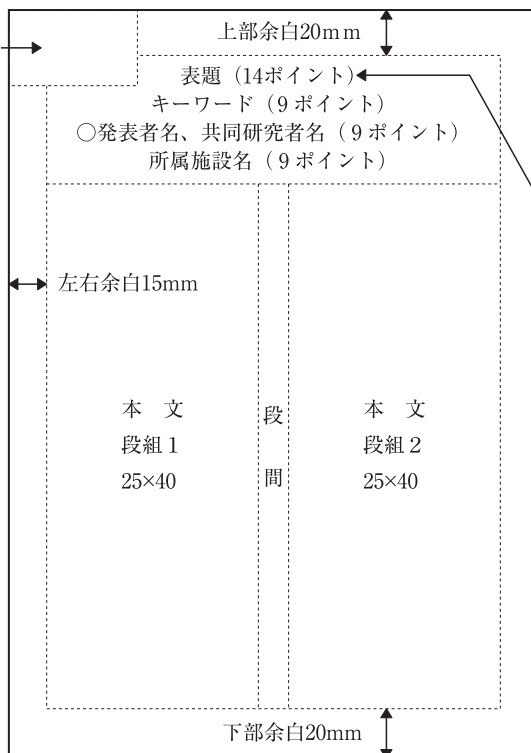 上部余白20ｍｍ
表題（14ポイント）
キーワード（９ポイント）
○発表者名、共同研究者名（９ポイント）
所属施設名（９ポイント）
左右余白15mm
本　文
段組１
25×40
段
間
本　文
段組２
25×40
下部余白20mm